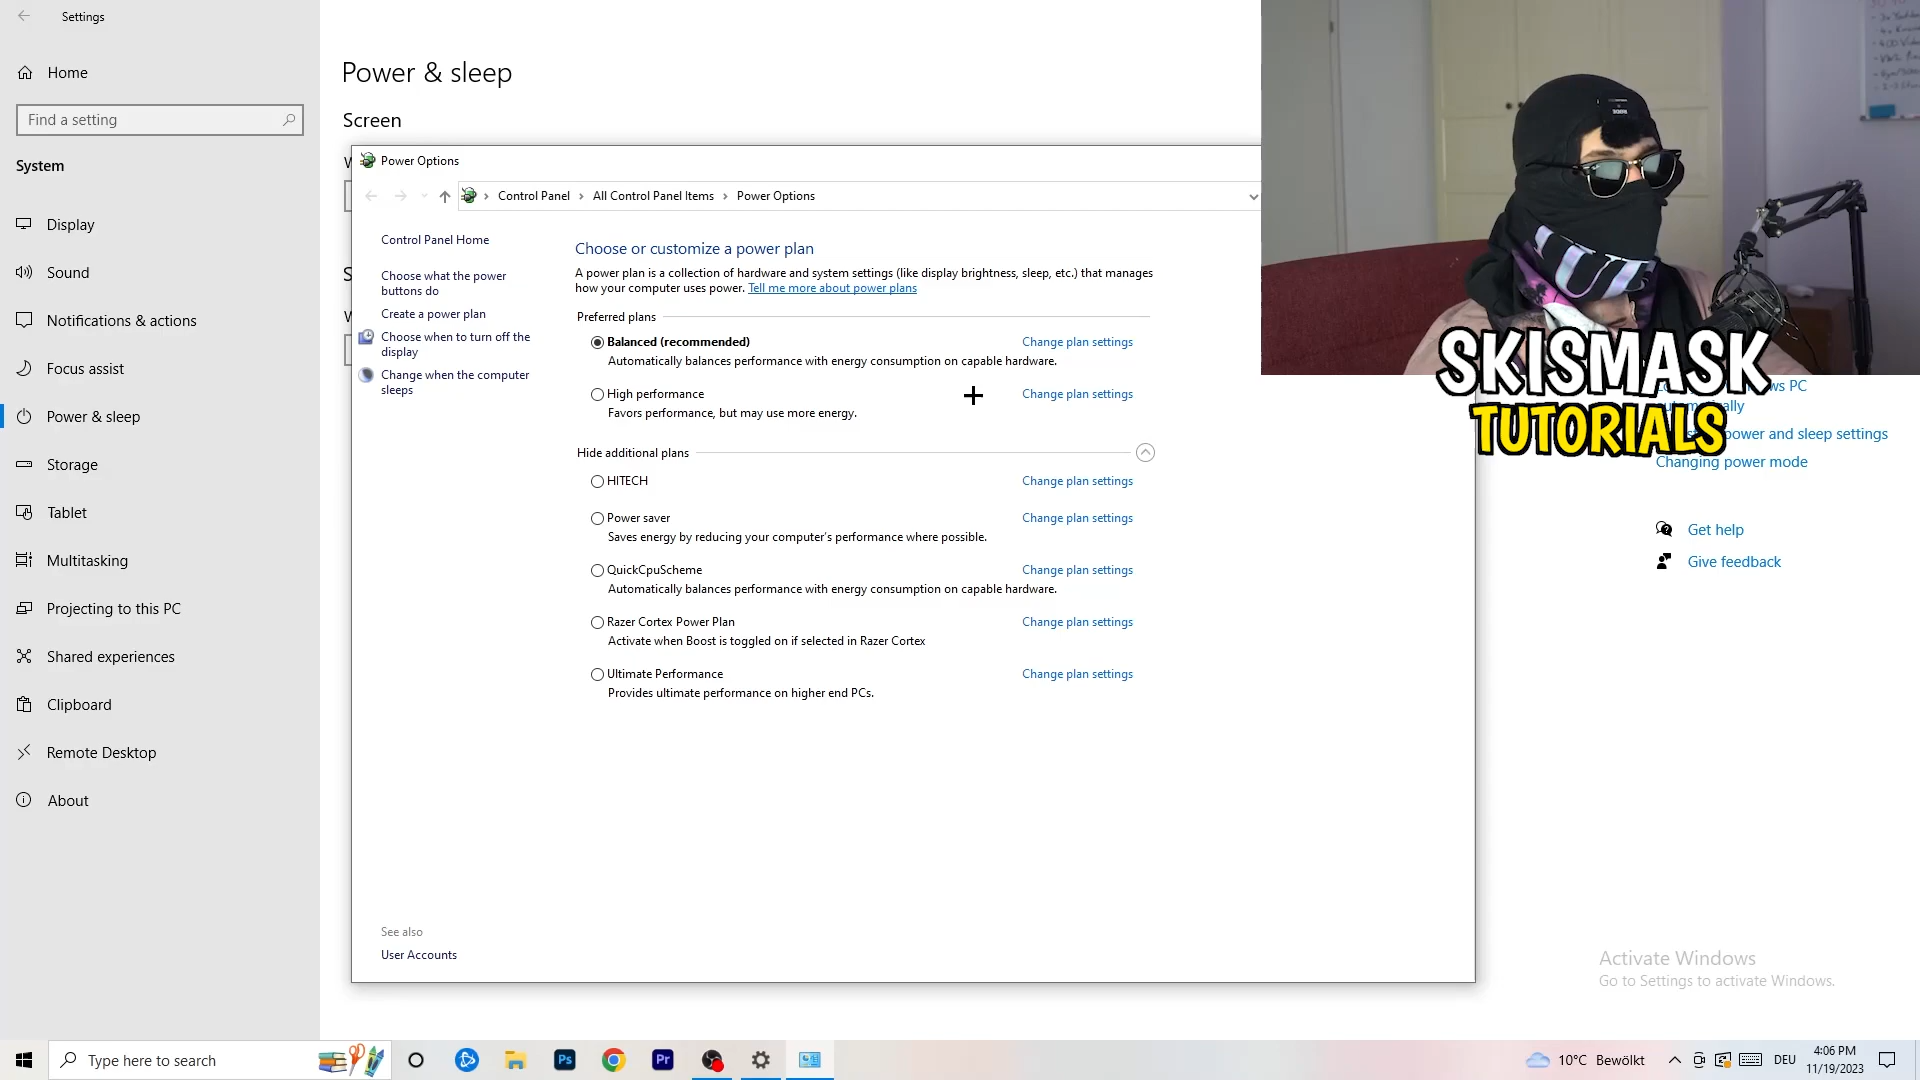 Settings
Home
Find a setting
System
Display
Sound
Notifications & actions
Focus assist
Power & sleep
Storage
Tablet
Multitasking
Projecting to this PC
Shared experiences
Clipboard
Remote Desktop
About
Power & sleep
Screen
Power Options
Control Panel
All Control Panel Items
Power Options
Control Panel Home
Choose what the power
buttons do
Create a power plan
Choose when to turn off the
display
Change when the computer
sleeps
See also
User Accounts
Choose or customize a power plan
A power plan is a collection of hardware and system settings (like display brightness, sleep, etc.) that manages
how your computer uses power. Tell me more about power plans
Preferred plans
Balanced (recommended) Change plan settings
Automatically balances performance with energy consumption on capable hardware.
High performance Change plan settings
Favors performance, but may use more energy.
Hide additional plans
HITECH Change plan settings
Power saver Change plan settings
Saves energy by reducing your computer's performance where possible.
QuickCpuScheme Change plan settings
Automatically balances performance with energy consumption on capable hardware.
Razer Cortex Power Plan Change plan settings
Activate when Boost is toggled on if selected in Razer Cortex
Ultimate Performance Change plan settings
Provides ultimate performance on higher end PCs.
SKISMASK
TUTORIALS
PC
power and sleep settings
Changing power mode
Get help
Give feedback
Activate Windows
Go to Settings to activate Windows.
Type here to search
Ps
Pr
10°C Bewölkt
DEU
4:06 PM
11/19/2023